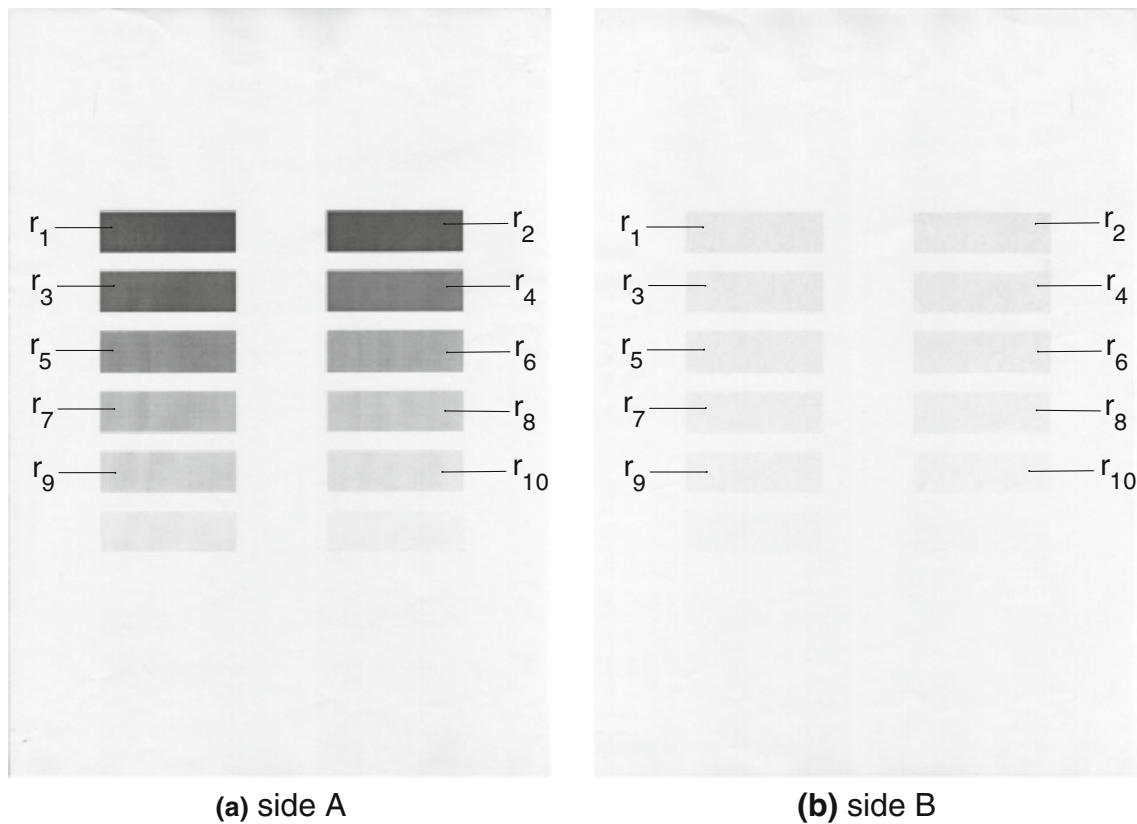 r1 r2 r1 r2
r3 r4 r3 r4
r5 r6 r5 r6
r7 r8 r7 r8
r9 r10 r9 r10
(a) side A (b) side B